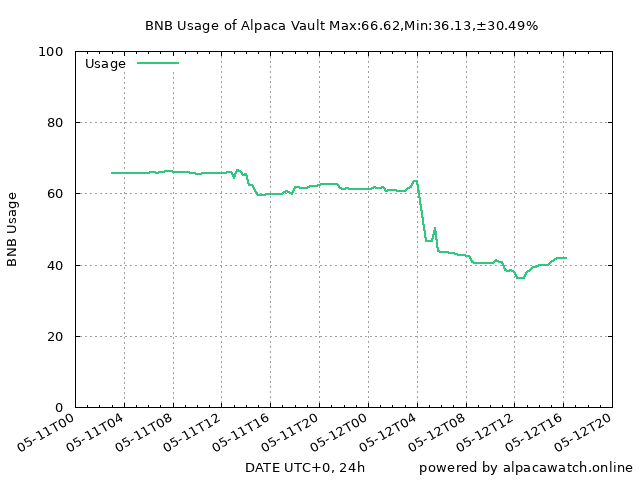 BNB Usage of Alpaca Vault Max:66.62,Min:36.13,±30.49%
Usage
BNB Usage
100
80
60
40
20
0
05-11T00 05-11T04 05-11T08 05-11T12 05-11T16 05-11T20 05-12T00 05-12T04 05-12T08 05-12T12 05-12T16 05-12T20
DATE UTC+0, 24h powered by alpacawatch.online